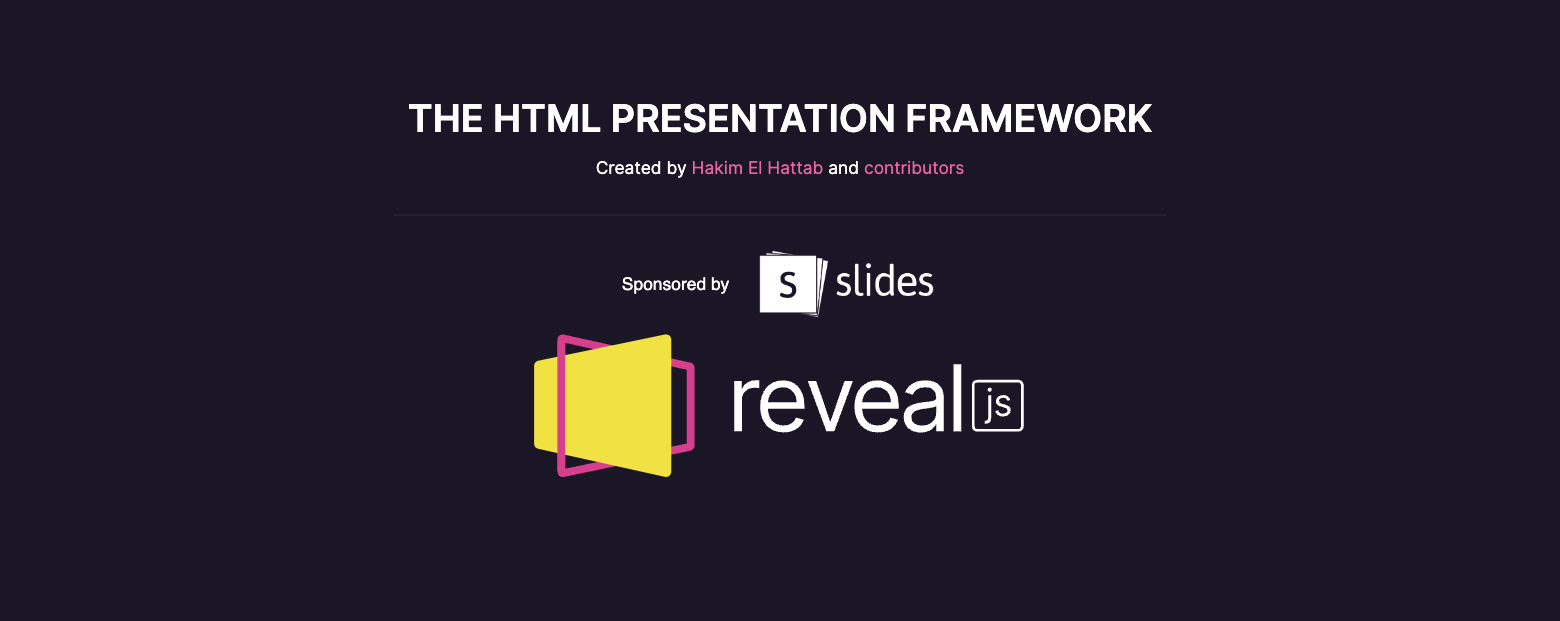 THE HTML PRESENTATION FRAMEWORK
Created by Hakim El Hattab and contributors
Sponsored by S slides
reveal js